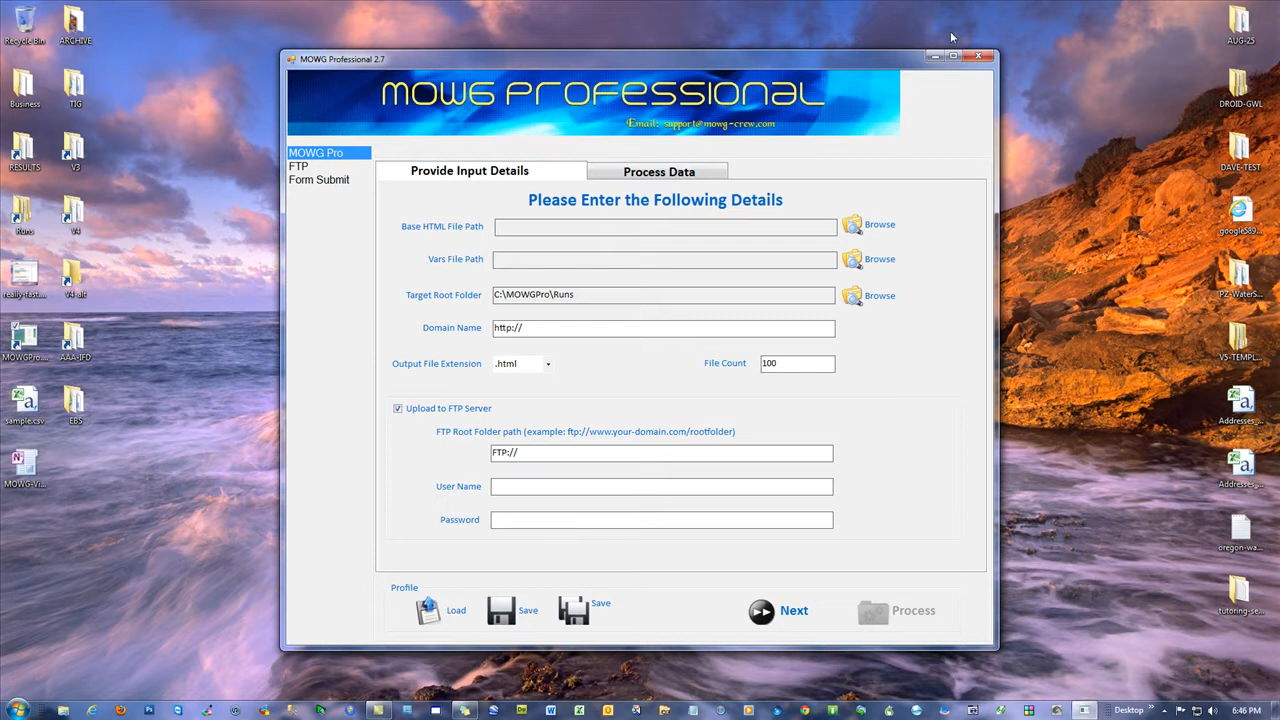 Recycle Bin
ARCHIVE
Business
TIG
RESULTS
V3
Runs
V4
really-fast...
V4-alt
MOWGPro...
AAA-IFD
sample.csv
EBS
MOWG-Vi...
MOWG Professional 2.7
MOWG PROFESSIONAL
Email: support@mowg-crew.com
MOWG Pro
FTP
Form Submit
Provide Input Details
Process Data
Please Enter the Following Details
Base HTML File Path
Browse
Vars File Path
Browse
Target Root Folder
C:\MOWGPro\Runs
Browse
Domain Name
http://
Output File Extension
.html
File Count
100
Upload to FTP Server
FTP Root Folder path (example: ftp://www.your-domain.com/rootfolder)
FTP://
User Name
Password
Profile
Load
Save
Save
Next
Process
AUG-25
DROID-GWL
DAVE-TEST
google589...
PZ-WaterS...
V5-TEMPL...
Addresses_...
Addresses_...
oregon-wa...
tutoring-se...
Desktop
6:46 PM